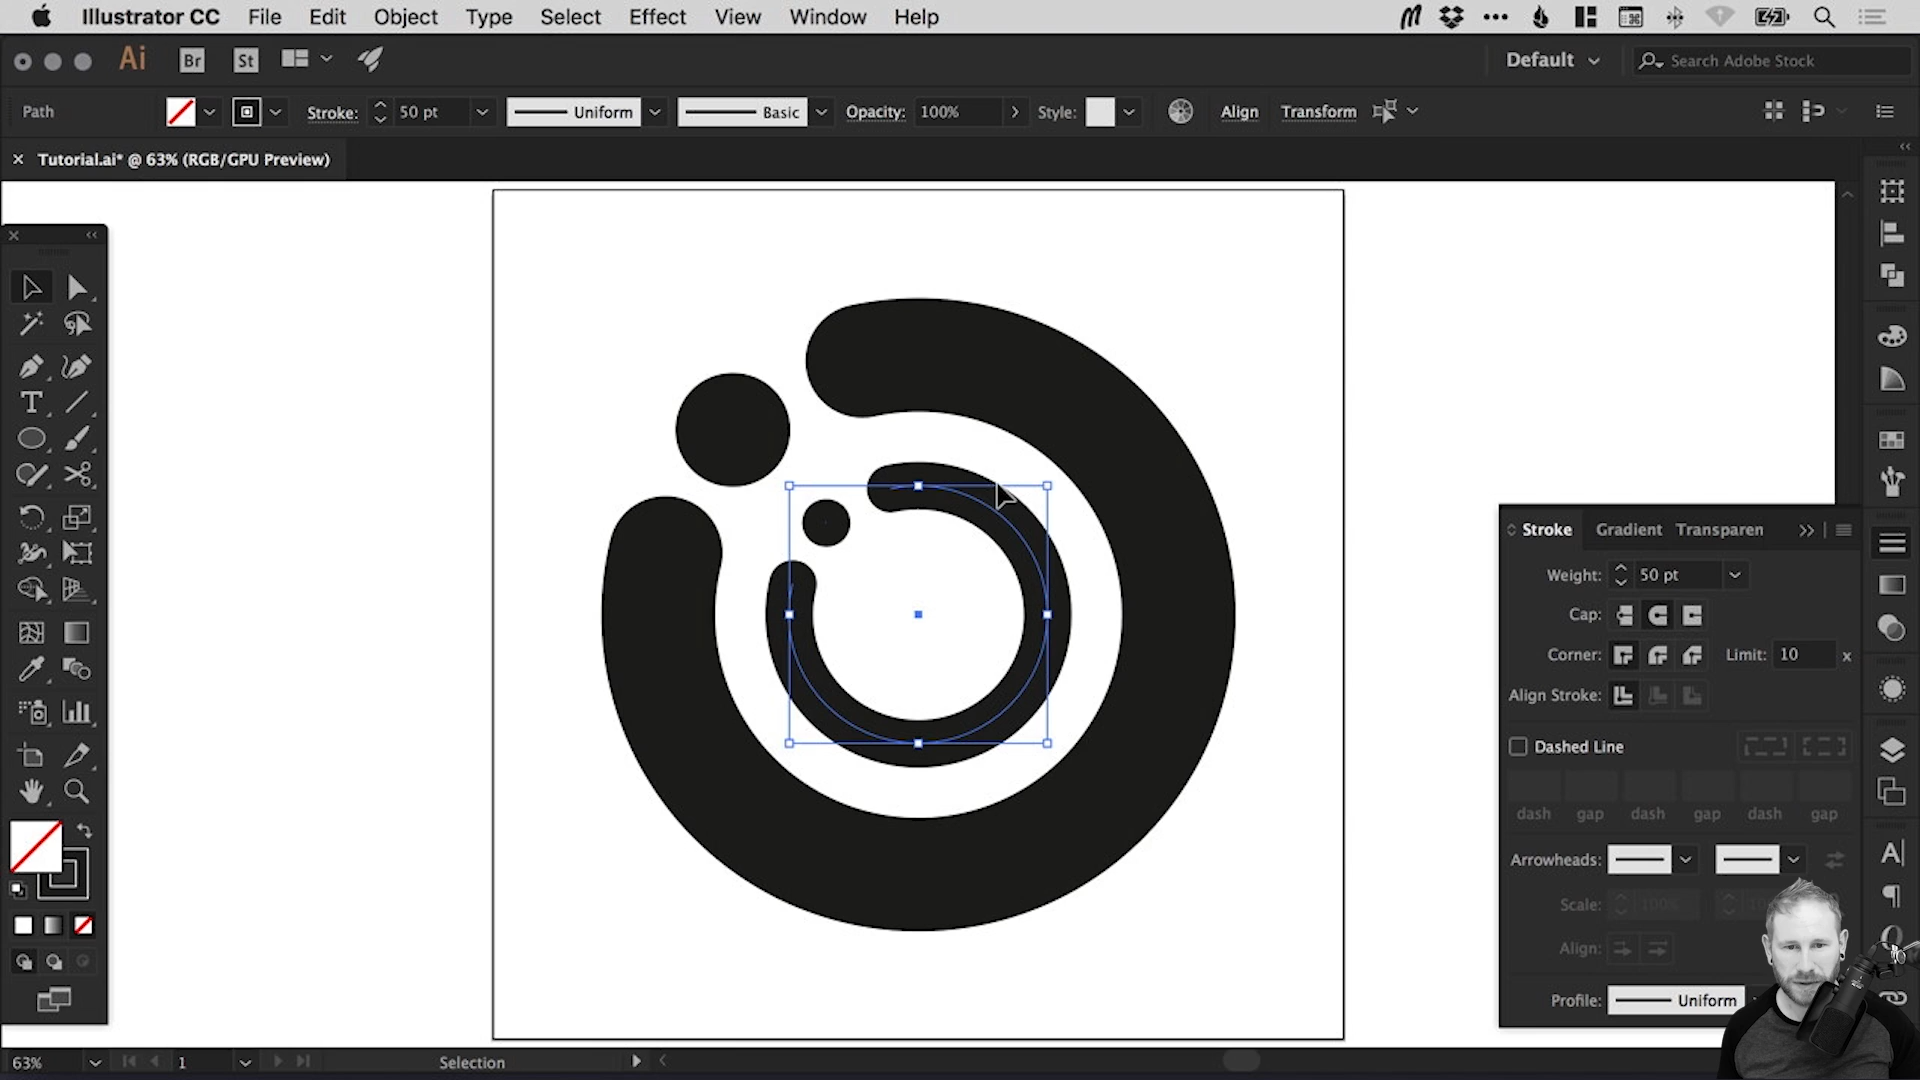 Illustrator CC File Edit Object Type Select Effect View Window Help
Ai Br St Default Search Adobe Stock
Path Stroke: 50 pt Uniform Basic Opacity: 100% Style: Align Transform
Tutorial.ai* @ 63% (RGB/GPU Preview)
Stroke Gradient Transparen
Weight: 50 pt
Cap:
Corner: Limit: 10 x
Align Stroke:
Dashed Line
dash gap dash gap dash gap
Arrowheads:
Scale: 100%
Align:
Profile: Uniform
63% 1 Selection